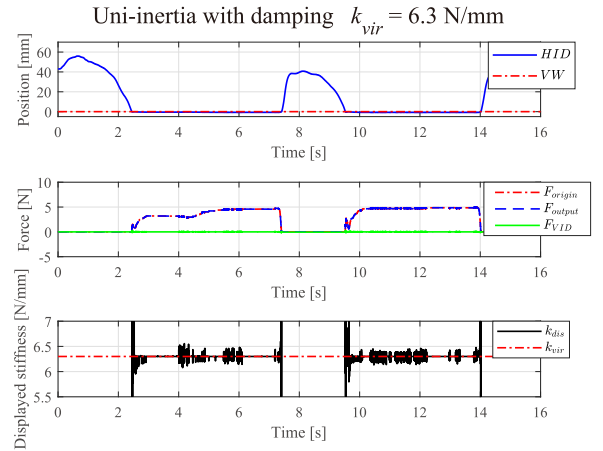 Uni-inertia with damping k_vir = 6.3 N/mm
Position [mm]
60
40
20
0
0 2 4 6 8 10 12 14 16
Time [s]
HID
VW
Force [N]
10
5
0
-5
0 2 4 6 8 10 12 14 16
Time [s]
F_origin
F_output
F_VID
Displayed stiffness [N/mm]
7
6.5
6
5.5
0 2 4 6 8 10 12 14 16
Time [s]
k_dis
k_vir